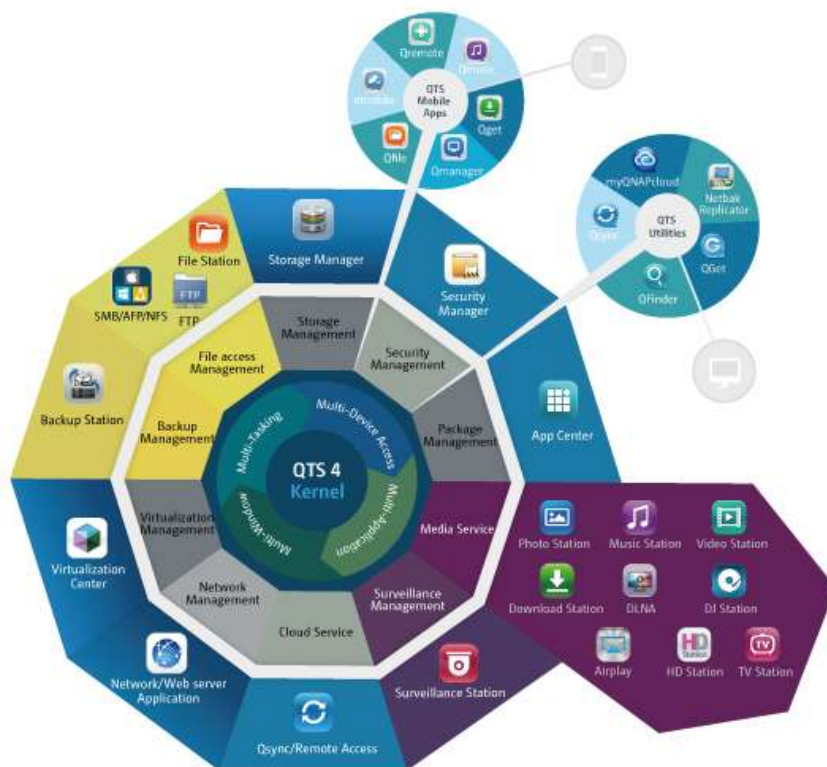 Qremote
Qmusic
QTS
Mobile
Apps
Qget
Qfile
Qmanager
myQNAPcloud
Netbak
Replicator
Qsync
QTS
Utilities
QGet
QFinder
File Station
Storage Manager
Security
Manager
SMB/AFP/NFS
FTP
FTP
Storage
Management
File access
Management
Security
Management
Backup Station
Backup
Management
Multi-Tasking
Multi-Device Access
Package
Management
App Center
QTS 4
Kernel
Virtualization
Management
Multi-Window
Multi-Application
Media Service
Photo Station
Music Station
Video Station
Virtualization
Center
Network
Management
Surveillance
Management
Download Station
DLNA
DJ Station
Cloud Service
Network/Web server
Application
Surveillance Station
HD
Station
TV
Airplay
HD Station
TV Station
Qsync/Remote Access